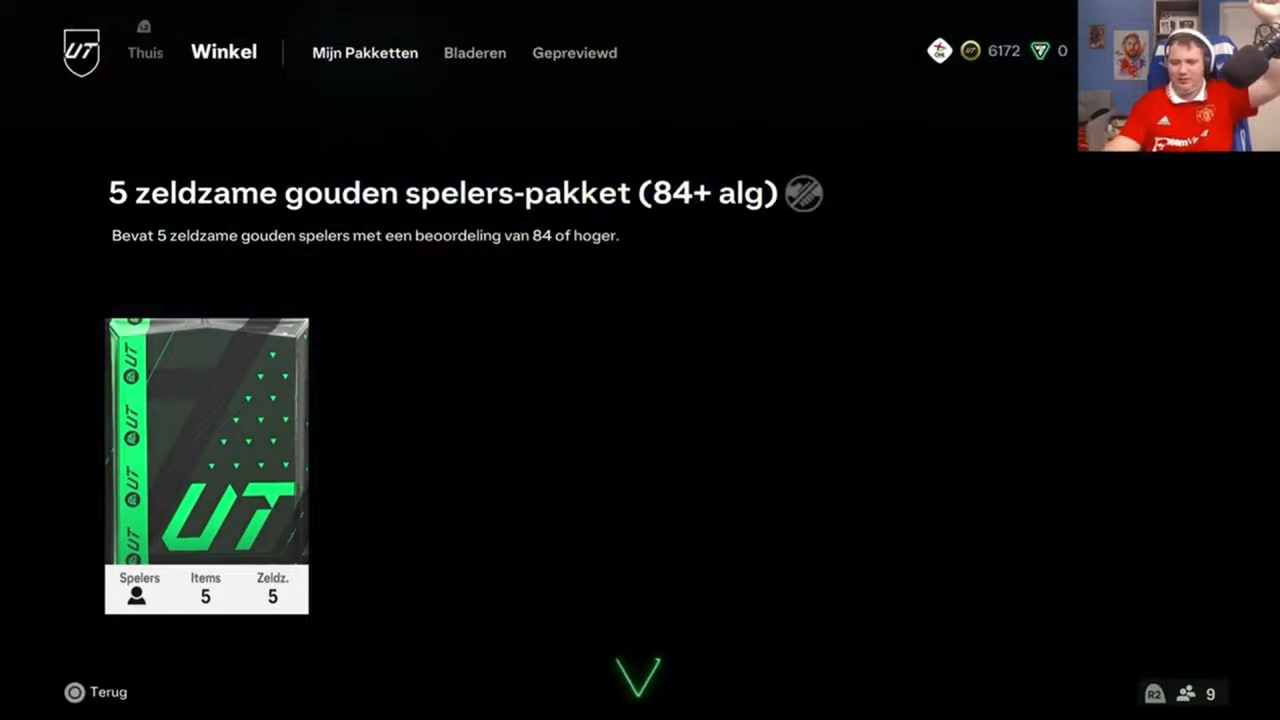 UT
L2
Thuis
Winkel
Mijn Pakketten
Bladeren
Gepreviewd
UT
6172
0
5 zeldzame gouden spelers-pakket (84+ alg)
Bevat 5 zeldzame gouden spelers met een beoordeling van 84 of hoger.
UT
UT
UT
UT
UT
Spelers
Items
Zeldz.
5
5
Terug
R2
9